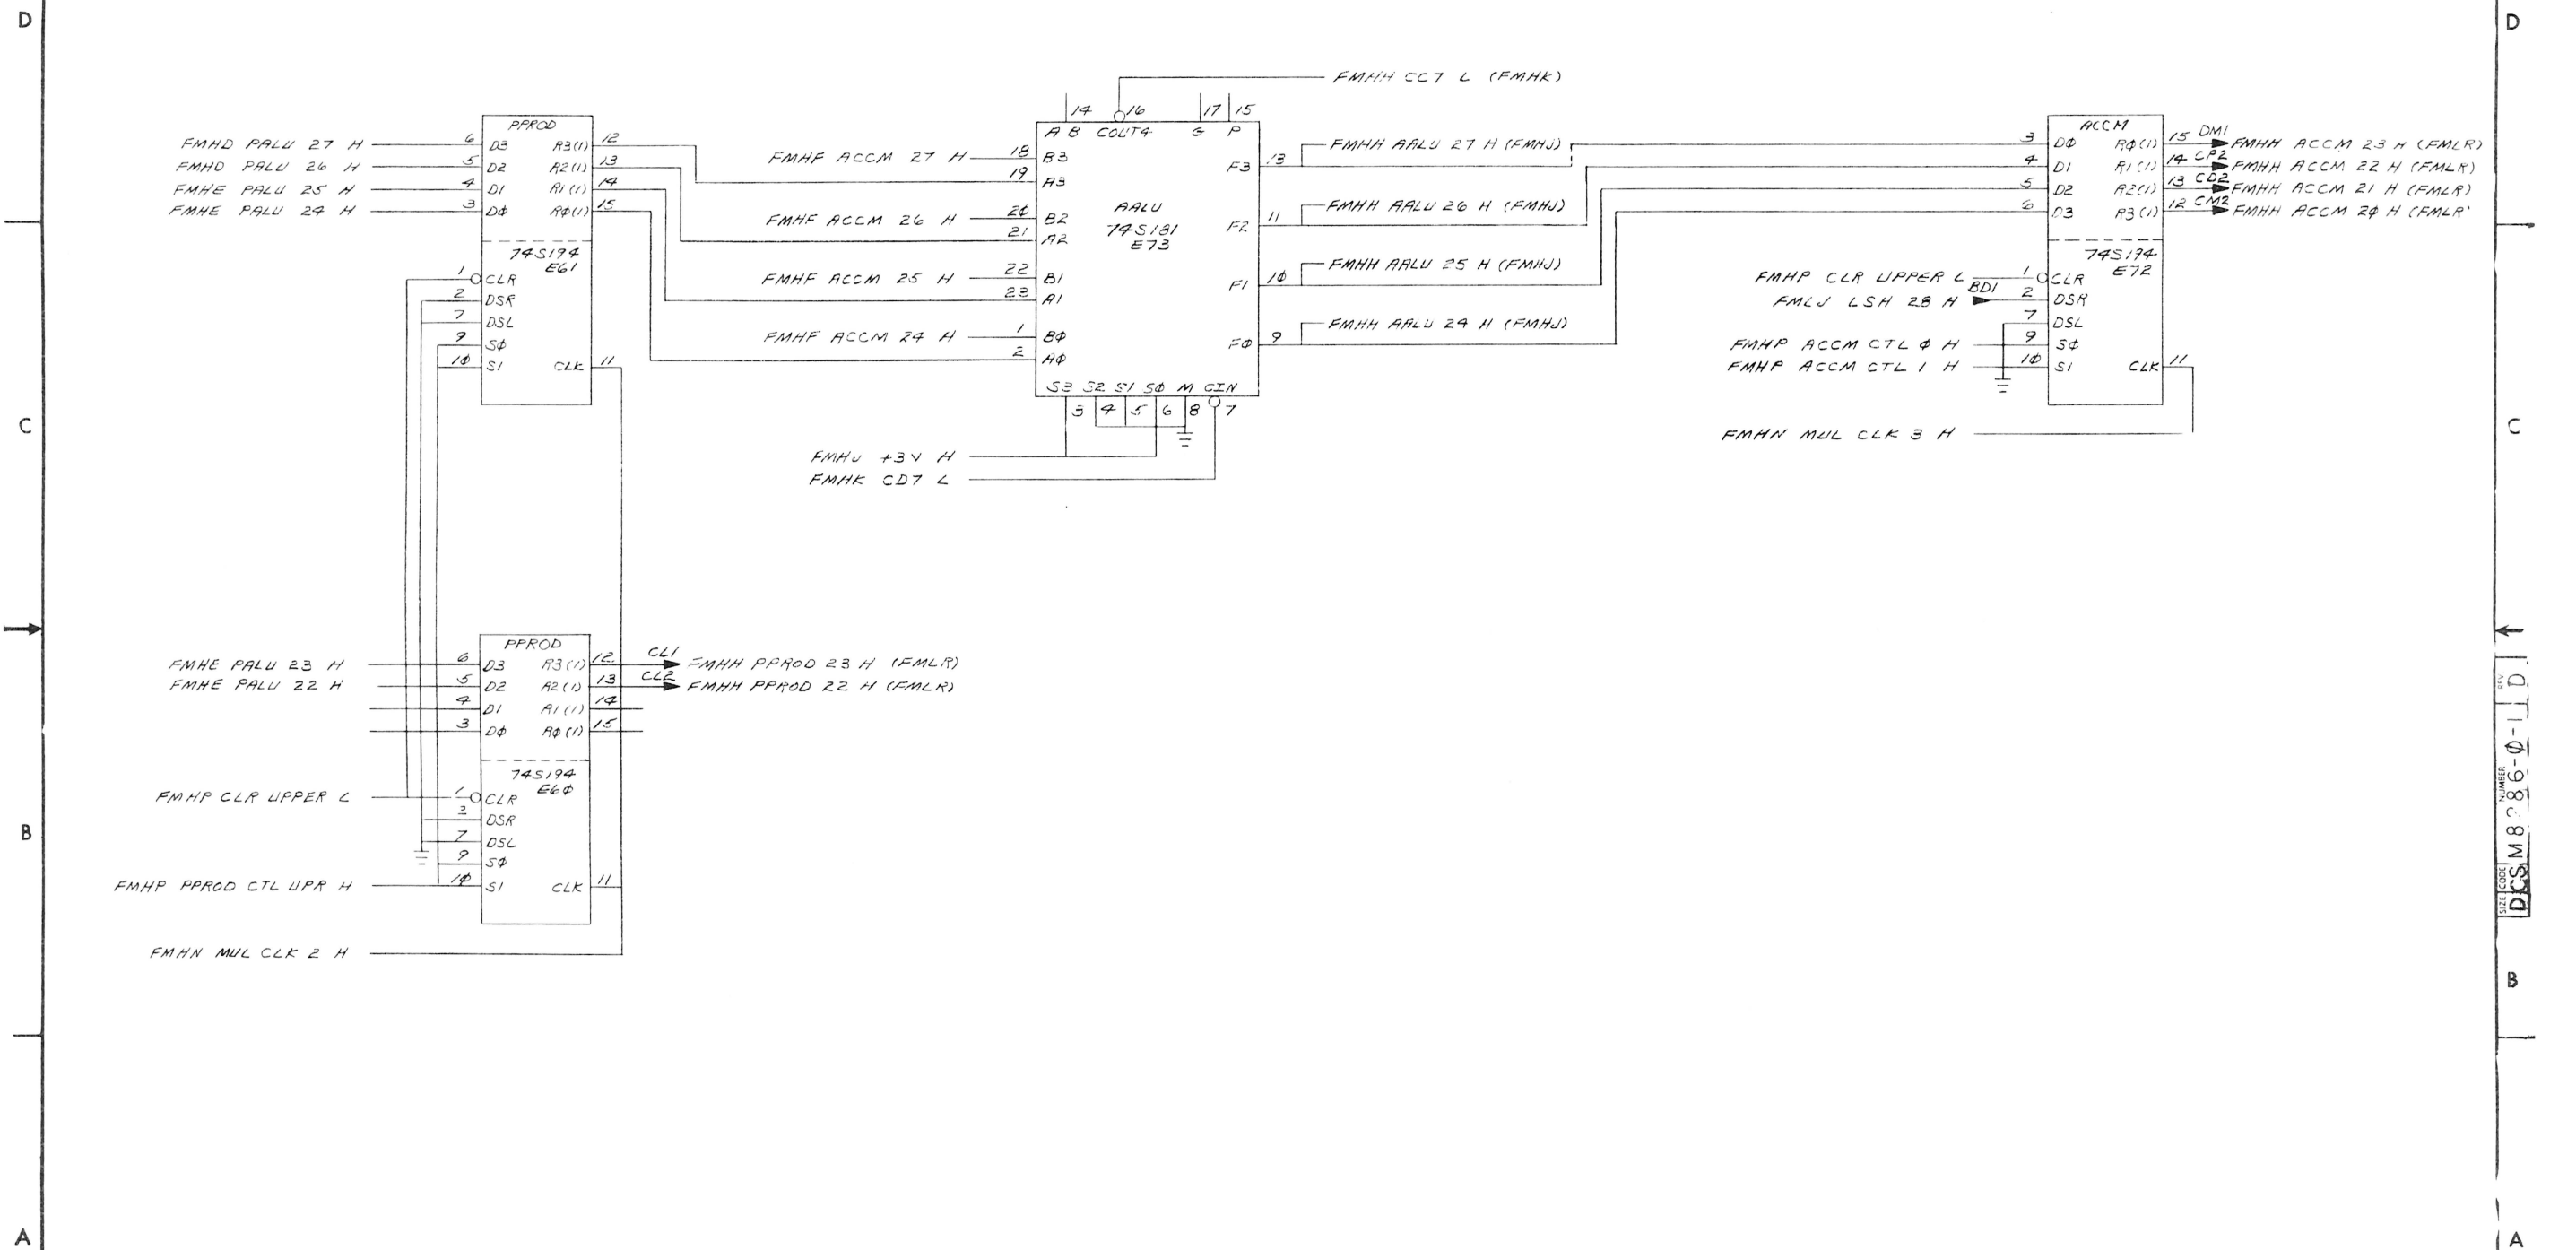 D
D
FMHH CC7 L (FMHK)
14
16
17
15
A B
COUT4
G
P
FMHD PALU 27 H
FMHD PALU 26 H
FMHE PALU 25 H
FMHE PALU 24 H
PPROD
6 D3 R3(1) 12
5 D2 R2(1) 13
4 D1 R1(1) 14
3 DØ RØ(1) 15
74S194
E61
1 CLR
2 DSR
7 DSL
9 SØ
1Ø S1 CLK 11
FMHF ACCM 27 H 18 B3
19 A3
FMHF ACCM 26 H 2Ø B2
21 A2
FMHF ACCM 25 H 22 B1
23 A1
FMHF ACCM 24 H 1 BØ
2 AØ
AALU
74S181
E73
F3 13
F2 11
F1 1Ø
FØ 9
S3 S2 S1 SØ M CIN
3 4 5 6 8 7
FMHJ +3V H
FMHK CD7 L
FMHH AALU 27 H (FMHJ)
FMHH AALU 26 H (FMHJ)
FMHH AALU 25 H (FMHJ)
FMHH AALU 24 H (FMHJ)
ACCM
3 DØ RØ(1) 15 DM1 FMHH ACCM 23 H (FMLR)
4 D1 R1(1) 14 CP2 FMHH ACCM 22 H (FMLR)
5 D2 R2(1) 13 CD2 FMHH ACCM 21 H (FMLR)
6 D3 R3(1) 12 CM2 FMHH ACCM 2Ø H (FMLR
74S194
E72
FMHP CLR UPPER L 1 CLR
FMLJ LSH 28 H BD1 2 DSR
7 DSL
FMHP ACCM CTL Ø H 9 SØ
FMHP ACCM CTL 1 H 1Ø S1 CLK 11
FMHN MUL CLK 3 H
C
C
PPROD
FMHE PALU 23 H 6 D3 R3(1) 12 CL1 FMHH PPROD 23 H (FMLR)
FMHE PALU 22 H 5 D2 R2(1) 13 CL2 FMHH PPROD 22 H (FMLR)
4 D1 R1(1) 14
3 DØ RØ(1) 15
74S194
E6Ø
FMHP CLR UPPER L 1 CLR
2 DSR
7 DSL
9 SØ
FMHP PPROD CTL UPR H 1Ø S1 CLK 11
FMHN MUL CLK 2 H
B
B
SIZE CODE NUMBER REV
D CS D
A
A